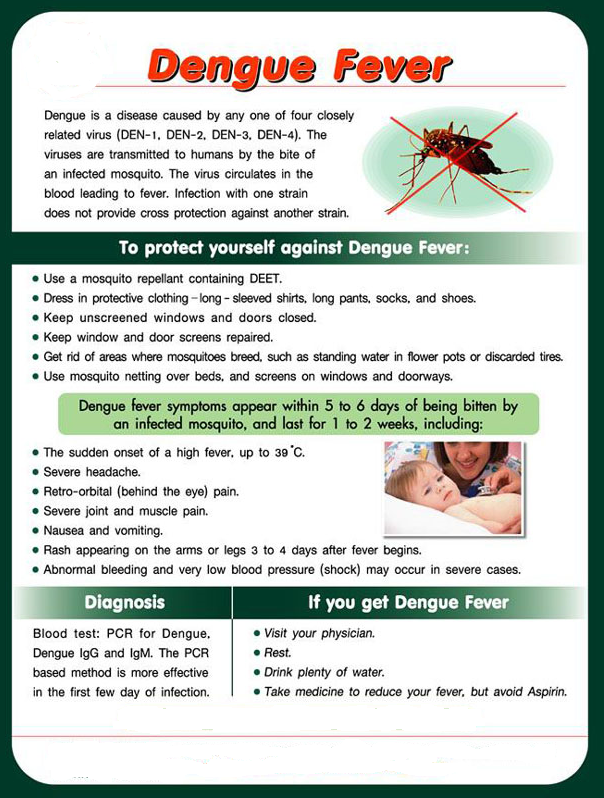 Dengue Fever
Dengue is a disease caused by any one of four closely
related virus (DEN-1, DEN-2, DEN-3, DEN-4). The
viruses are transmitted to humans by the bite of
an infected mosquito. The virus circulates in the
blood leading to fever. Infection with one strain
does not provide cross protection against another strain.
To protect yourself against Dengue Fever:
• Use a mosquito repellant containing DEET.
• Dress in protective clothing – long - sleeved shirts, long pants, socks, and shoes.
• Keep unscreened windows and doors closed.
• Keep window and door screens repaired.
• Get rid of areas where mosquitoes breed, such as standing water in flower pots or discarded tires.
• Use mosquito netting over beds, and screens on windows and doorways.
Dengue fever symptoms appear within 5 to 6 days of being bitten by
an infected mosquito, and last for 1 to 2 weeks, including:
• The sudden onset of a high fever, up to 39 ˚C.
• Severe headache.
• Retro-orbital (behind the eye) pain.
• Severe joint and muscle pain.
• Nausea and vomiting.
• Rash appearing on the arms or legs 3 to 4 days after fever begins.
• Abnormal bleeding and very low blood pressure (shock) may occur in severe cases.
Diagnosis
Blood test: PCR for Dengue,
Dengue IgG and IgM. The PCR
based method is more effective
in the first few day of infection.
If you get Dengue Fever
• Visit your physician.
• Rest.
• Drink plenty of water.
• Take medicine to reduce your fever, but avoid Aspirin.